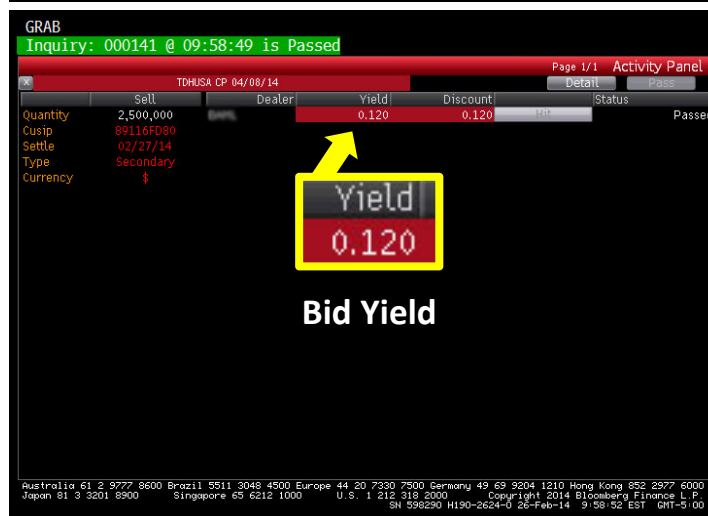 GRAB
Inquiry: 000141 @ 09:58:49 is Passed
Page 1/1 Activity Panel
x TDHUSA CP 04/08/14 Detail Pass
Sell Dealer Yield Discount Status
Quantity 2,500,000 0.120 0.120 Hit Passed
Cusip 89116FD80
Settle 02/27/14
Type Secondary
Currency $
Yield
0.120
Bid Yield
Australia 61 2 9777 8600 Brazil 5511 3048 4500 Europe 44 20 7330 7500 Germany 49 69 9204 1210 Hong Kong 852 2977 6000
Japan 81 3 3201 8900 Singapore 65 6212 1000 U.S. 1 212 318 2000 Copyright 2014 Bloomberg Finance L.P.
SN 598290 H190-2624-0 26-Feb-14 9:58:52 EST GMT-5:00